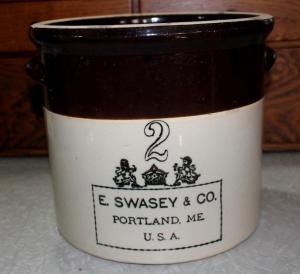 2
E. SWASEY & CO.
PORTLAND, ME
U. S. A.